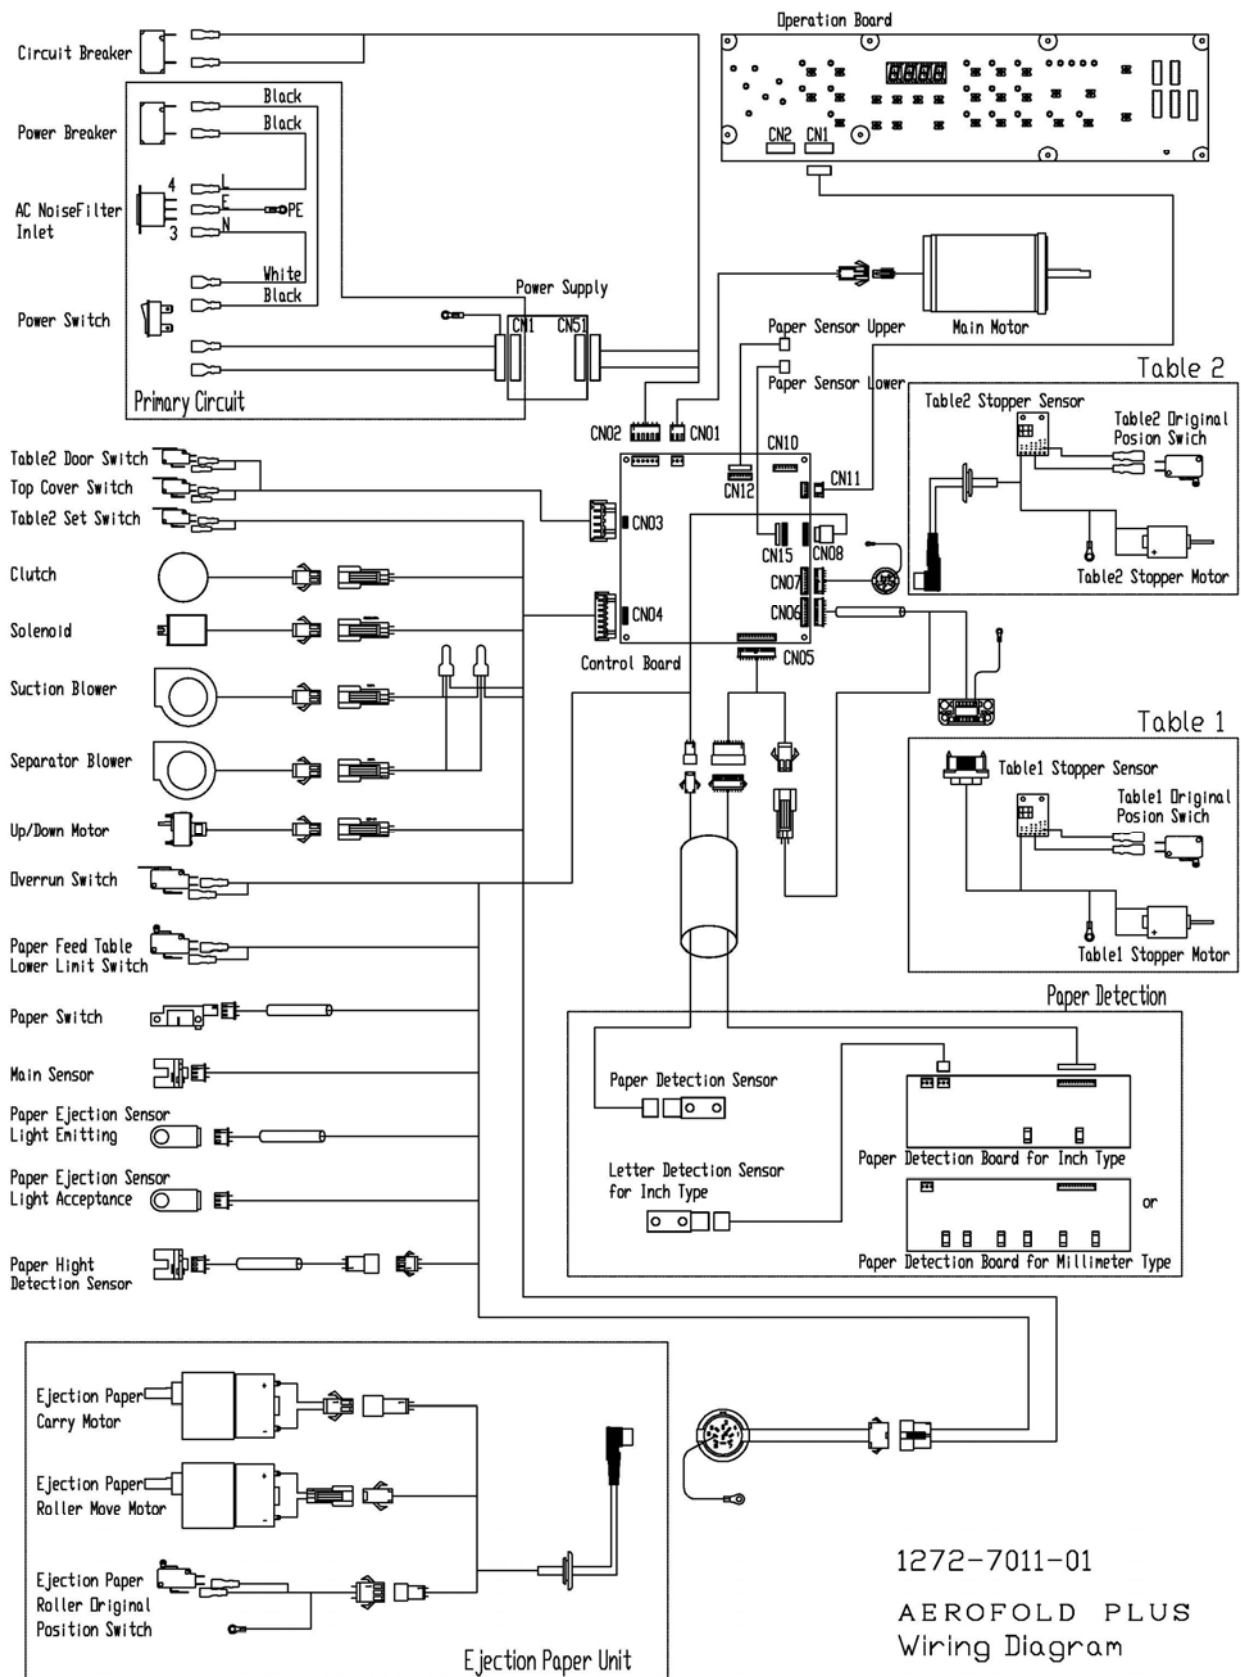 Operation Board
Circuit Breaker
Black
Black
Power Breaker
CN2
CN1
4
L
AC NoiseFilter
Inlet
E
PE
3
N
White
Black
Power Switch
Power Supply
CN1
CN51
Primary Circuit
Paper Sensor Upper
Main Motor
Paper Sensor Lower
Table 2
Table2 Stopper Sensor
Table2 Original
Posion Swich
Table2 Stopper Motor
CN02
CN01
CN10
CN12
CN11
CN03
CN15
CN08
CN07
CN06
CN04
CN05
Control Board
Table2 Door Switch
Top Cover Switch
Table2 Set Switch
Clutch
Solenoid
Suction Blower
Separator Blower
Up/Down Motor
Overrun Switch
Paper Feed Table
Lower Limit Switch
Paper Switch
Main Sensor
Paper Ejection Sensor
Light Emitting
Paper Ejection Sensor
Light Acceptance
Paper Hight
Detection Sensor
Table 1
Table1 Stopper Sensor
Table1 Original
Posion Swich
Table1 Stopper Motor
Paper Detection
Paper Detection Sensor
Paper Detection Board for Inch Type
Letter Detection Sensor
for Inch Type
or
Paper Detection Board for Millimeter Type
Ejection Paper
Carry Motor
+
-
Ejection Paper
Roller Move Motor
+
-
Ejection Paper
Roller Original
Position Switch
Ejection Paper Unit
1272-7011-01
AEROFOLD PLUS
Wiring Diagram